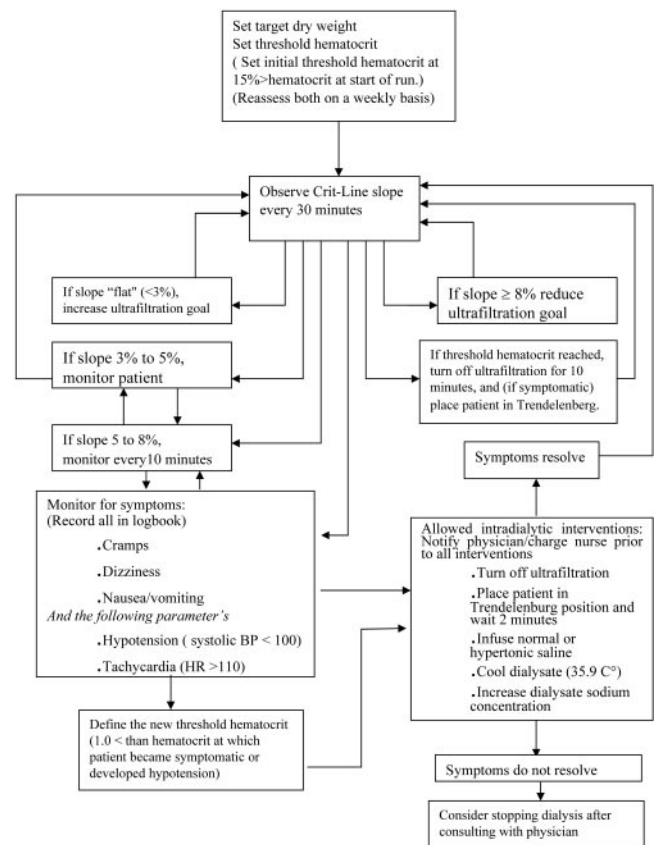 Set target dry weight
Set threshold hematocrit
( Set initial threshold hematocrit at
15%>hematocrit at start of run.)
(Reassess both on a weekly basis)
Observe Crit-Line slope
every 30 minutes
If slope “flat" (<3%),
increase ultrafiltration goal
If slope ≥ 8% reduce
ultrafiltration goal
If slope 3% to 5%,
monitor patient
If threshold hematocrit reached,
turn off ultrafiltration for 10
minutes, and (if symptomatic)
place patient in Trendelenberg.
If slope 5 to 8%,
monitor every10 minutes
Symptoms resolve
Monitor for symptoms:
(Record all in logbook)
.Cramps
.Dizziness
.Nausea/vomiting
And the following parameter’s
.Hypotension ( systolic BP < 100)
.Tachycardia (HR >110)
Allowed intradialytic interventions:
Notify physician/charge nurse prior
to all interventions
.Turn off ultrafiltration
.Place patient in
Trendelenburg position and
wait 2 minutes
.Infuse normal or
hypertonic saline
.Cool dialysate (35.9 C°)
.Increase dialysate sodium
concentration
Define the new threshold hematocrit
(1.0 < than hematocrit at which
patient became symptomatic or
developed hypotension)
Symptoms do not resolve
Consider stopping dialysis after
consulting with physician